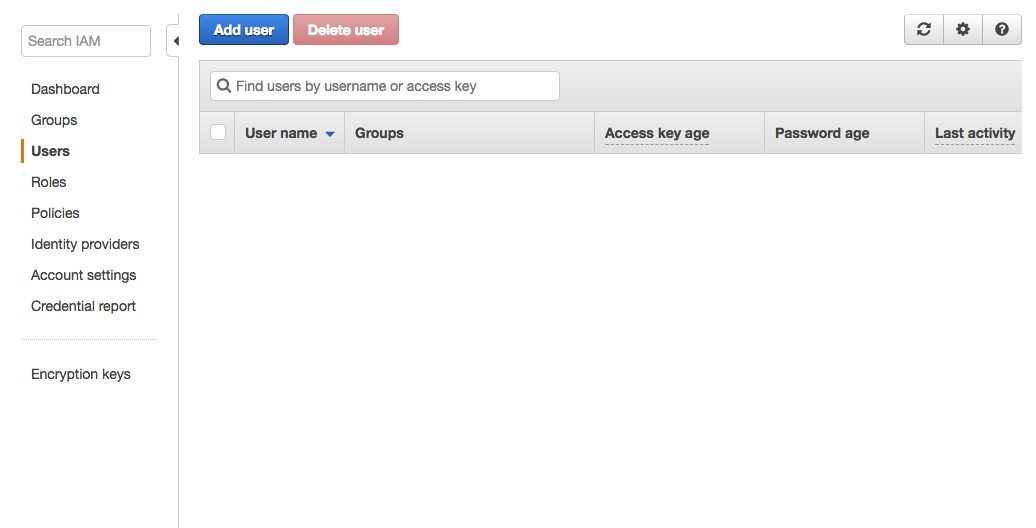 Search IAM
Dashboard
Groups
Users
Roles
Policies
Identity providers
Account settings
Credential report
Encryption keys
Add user Delete user
Find users by username or access key
User name Groups Access key age Password age Last activity